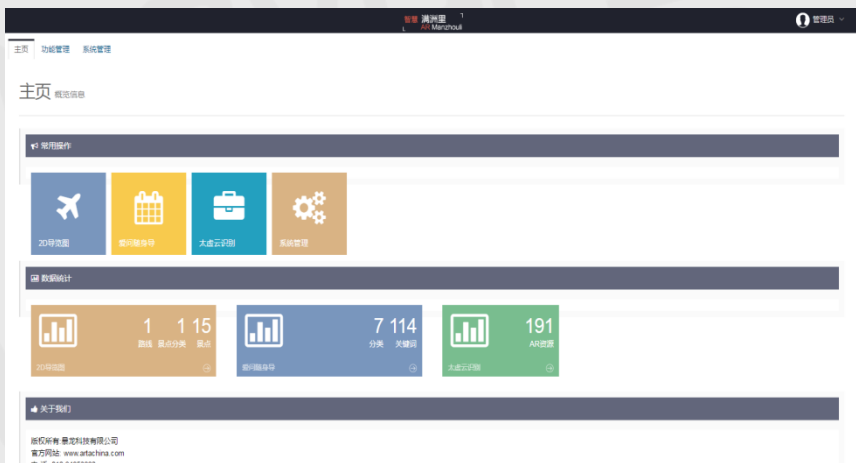 智慧 满洲里
AR Manzhouli
管理员
主页 功能管理 系统管理
主页 概览信息
常用操作
2D导览图 爱问随身导 太虚云识别 系统管理
数据统计
1 1 15 7 114 191
路线 景点分类 景点 分类 关键词 AR资源
2D导览图 爱问随身导 太虚云识别
关于我们
版权所有 景龙科技有限公司
官方网站: www.artachina.com